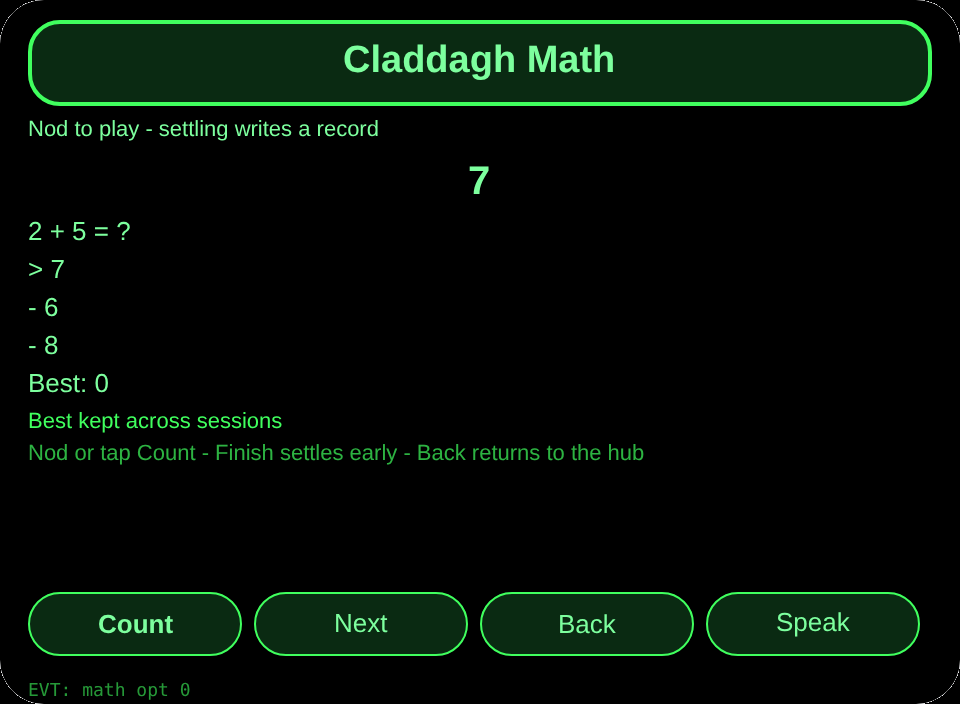 Claddagh Math
Nod to play - settling writes a record
7
2 + 5 = ?
> 7
- 6
- 8
Best: 0
Best kept across sessions
Nod or tap Count - Finish settles early - Back returns to the hub
Count Next Back Speak
EVT: math opt 0